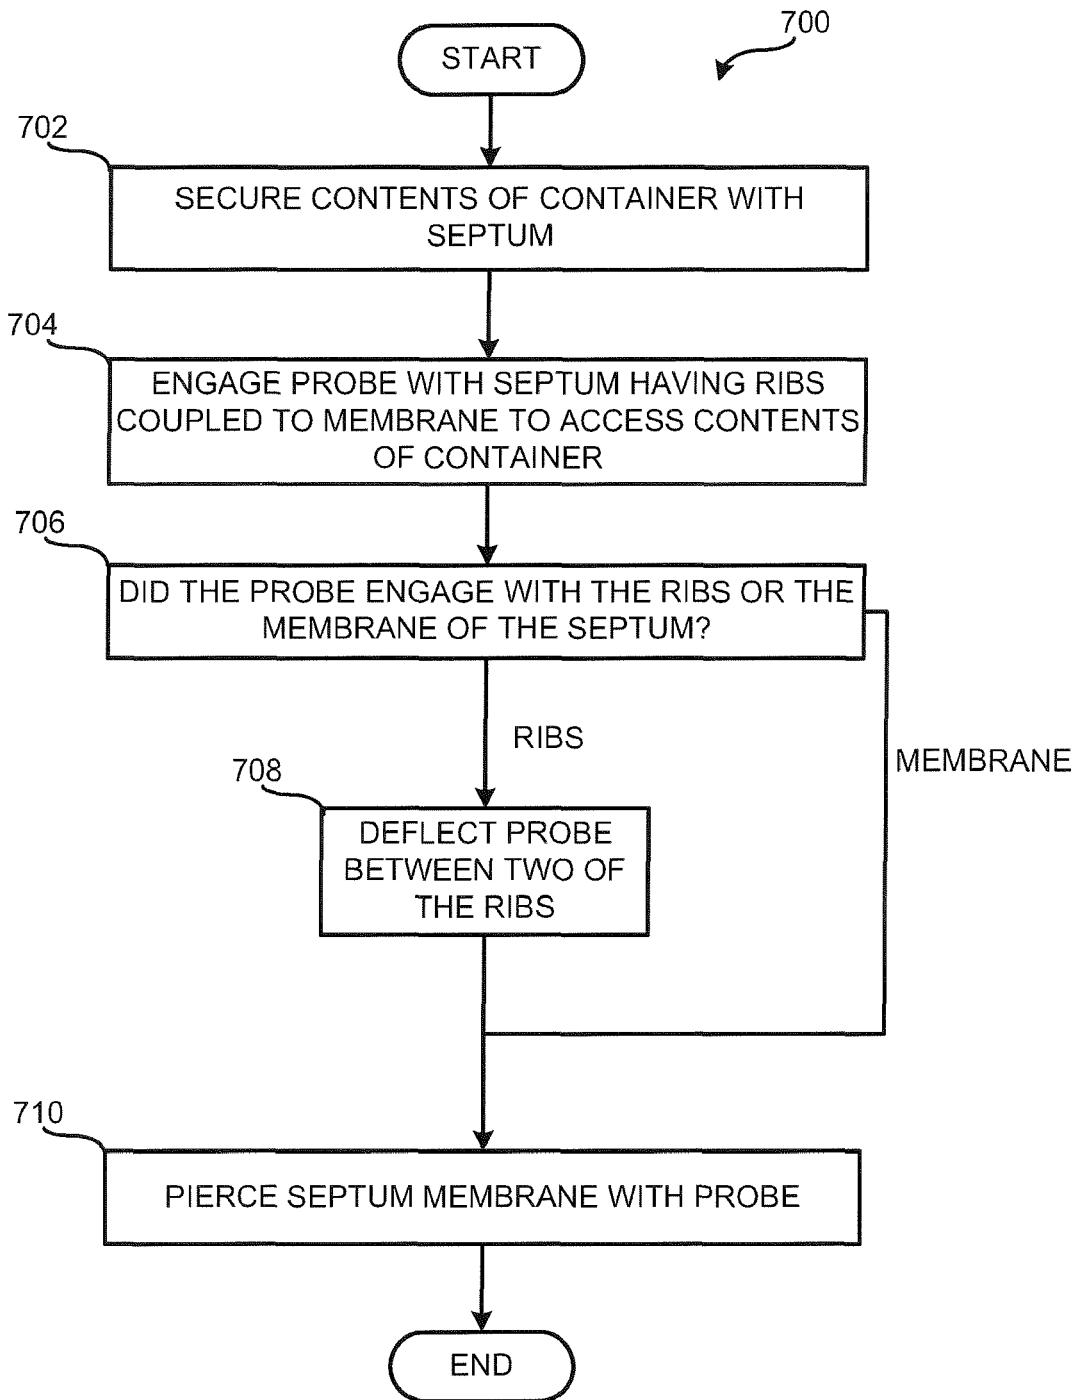 700
START
702
SECURE CONTENTS OF CONTAINER WITH
SEPTUM
704
ENGAGE PROBE WITH SEPTUM HAVING RIBS
COUPLED TO MEMBRANE TO ACCESS CONTENTS
OF CONTAINER
706
DID THE PROBE ENGAGE WITH THE RIBS OR THE
MEMBRANE OF THE SEPTUM?
RIBS
MEMBRANE
708
DEFLECT PROBE
BETWEEN TWO OF
THE RIBS
710
PIERCE SEPTUM MEMBRANE WITH PROBE
END